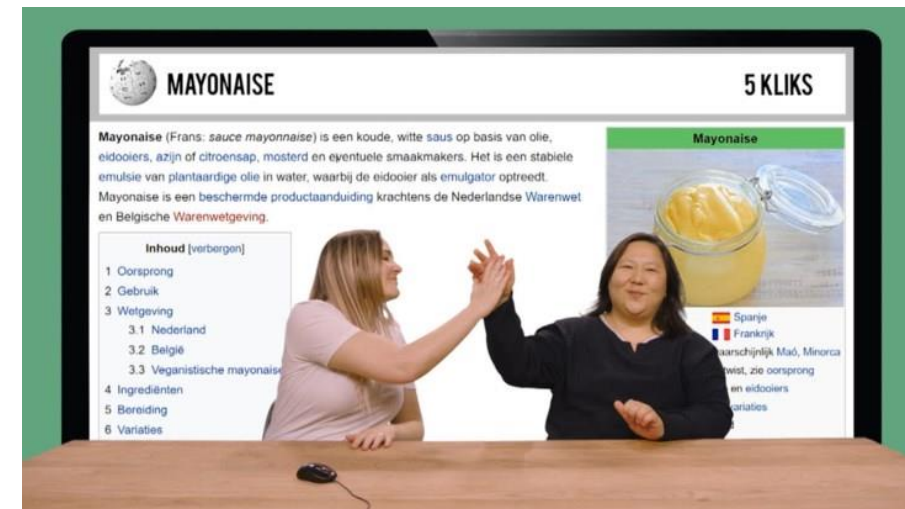 MAYONAISE
5 KLIKS
Mayonaise (Frans: sauce mayonnaise) is een koude, witte saus op basis van olie,
eidooiers, azijn of citroensap, mosterd en eventuele smaakmakers. Het is een stabiele
emulsie van plantaardige olie in water, waarbij de eidooier als emulgator optreedt.
Mayonaise is een beschermde productaanduiding krachtens de Nederlandse Warenwet
en Belgische Warenwetgeving.
Inhoud [verbergen]
1 Oorsprong
2 Gebruik
3 Wetgeving
3.1 Nederland
3.2 België
3.3 Veganistische mayonaise
4 Ingrediënten
5 Bereiding
6 Variaties
Mayonaise
Spanje
Frankrijk
Maó, Minorca
twist, zie oorsprong
en eidooiers
variaties